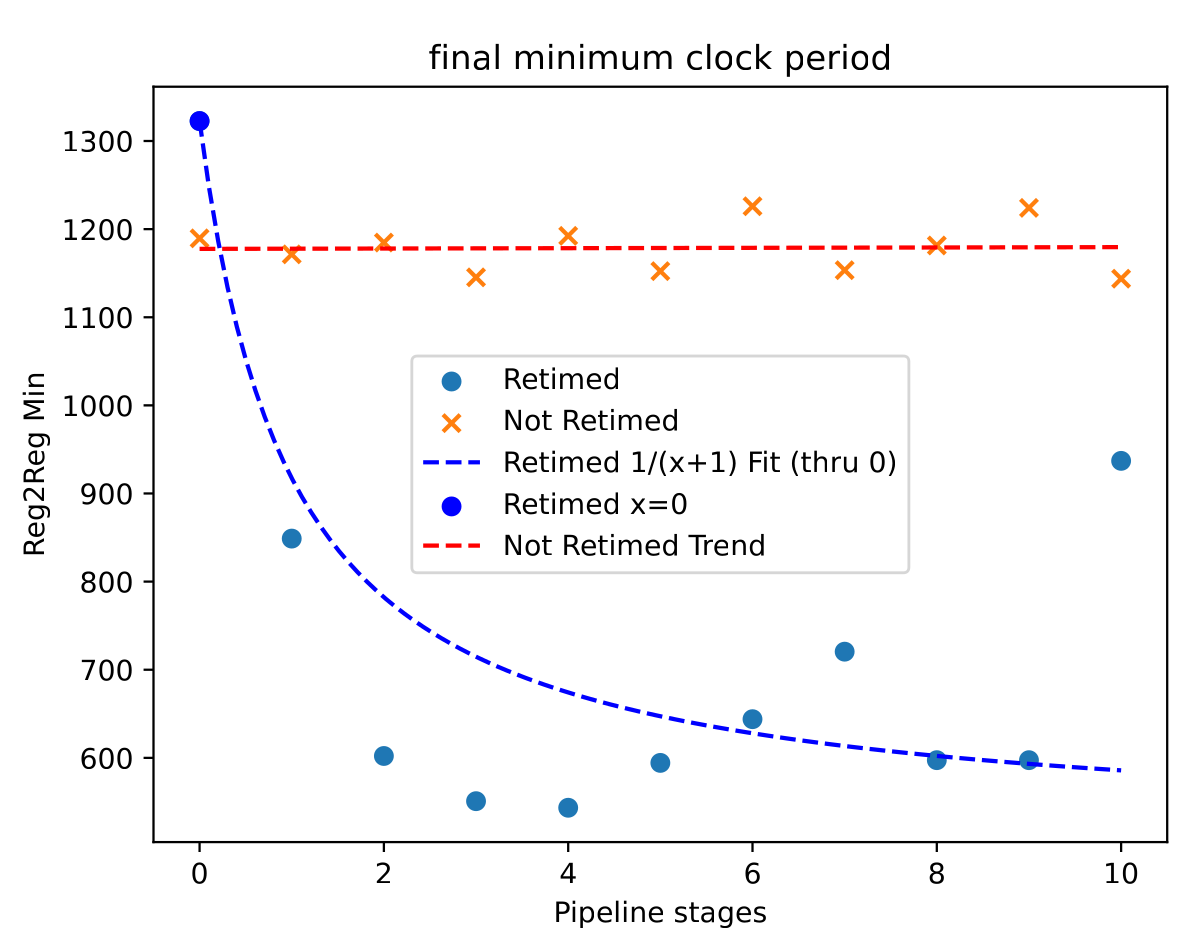 final minimum clock period
Reg2Reg Min
1300
1200
1100
1000
900
800
700
600
Retimed
Not Retimed
Retimed 1/(x+1) Fit (thru 0)
Retimed x=0
Not Retimed Trend
0 2 4 6 8 10
Pipeline stages